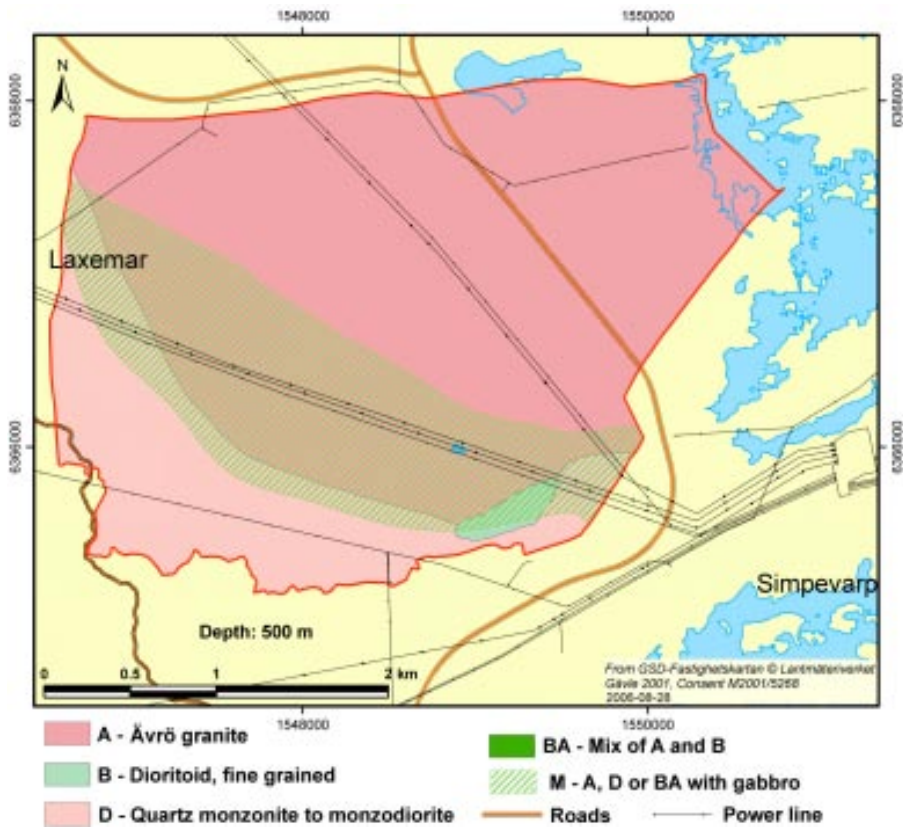 1548000 1550000
N
6368000 6368000
Laxemar
6366000 6366000
Simpevarp
Depth: 500 m
0 0.5 1 2 km
From GSD-Fastighetskartan © Lantmäteriverket
Gävle 2001, Consent M2001/5268
2006-08-28
1548000 1550000
A - Ävrö granite
B - Dioritoid, fine grained
D - Quartz monzonite to monzodiorite
BA - Mix of A and B
M - A, D or BA with gabbro
Roads Power line